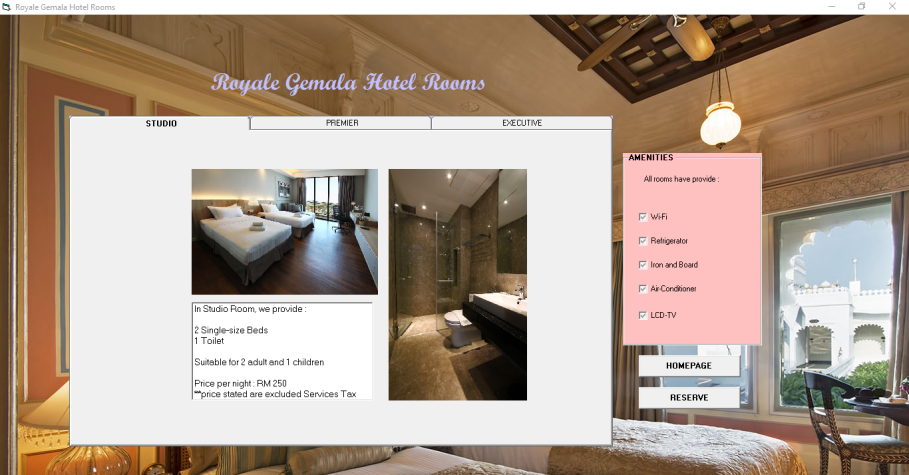 Royale Gemala Hotel Rooms
Royale Gemala Hotel Rooms
STUDIO
PREMIER
EXECUTIVE
In Studio Room, we provide :
2 Single-size Beds
1 Toilet
Suitable for 2 adult and 1 children
Price per night : RM 250
**price stated are excluded Services Tax
AMENITIES
All rooms have provide :
Wi-Fi
Refrigerator
Iron and Board
Air-Conditioner
LCD-TV
HOMEPAGE
RESERVE